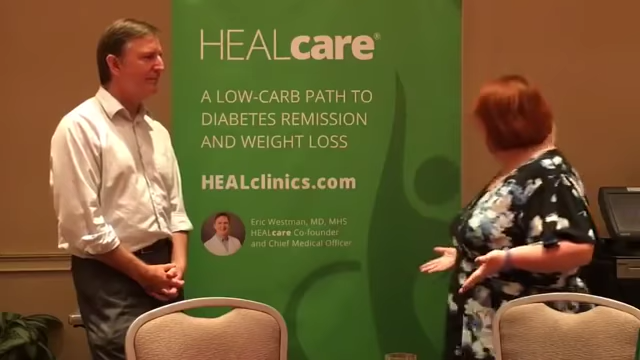 HEALcare®
A LOW-CARB PATH TO
DIABETES REMISSION
AND WEIGHT LOSS
HEALclinics.com
Eric Westman, MD, MHS
HEALcare Co-founder
and Chief Medical Officer